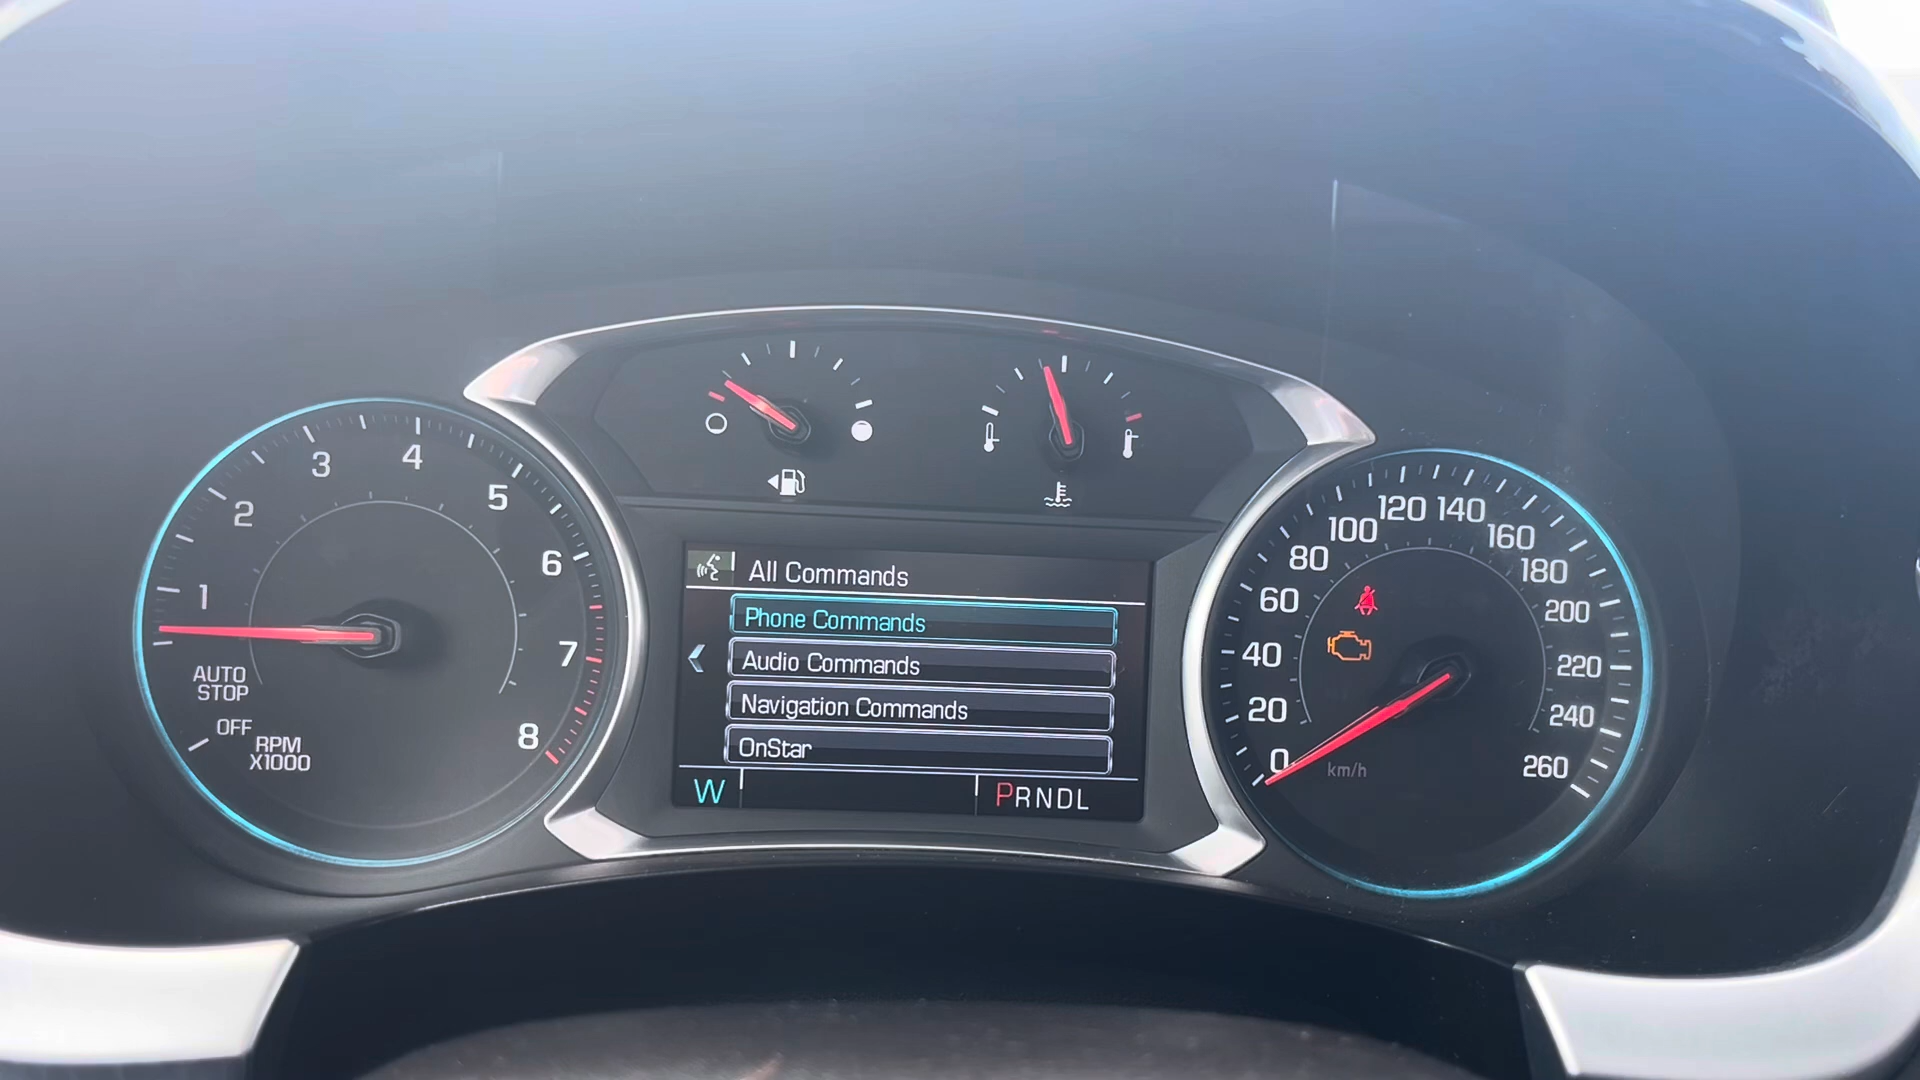 1
2
3
4
5
6
7
8
AUTO
STOP
OFF
RPM
X1000
All Commands
Phone Commands
Audio Commands
Navigation Commands
OnStar
W
PRNDL
0
20
40
60
80
100
120
140
160
180
200
220
240
260
km/h